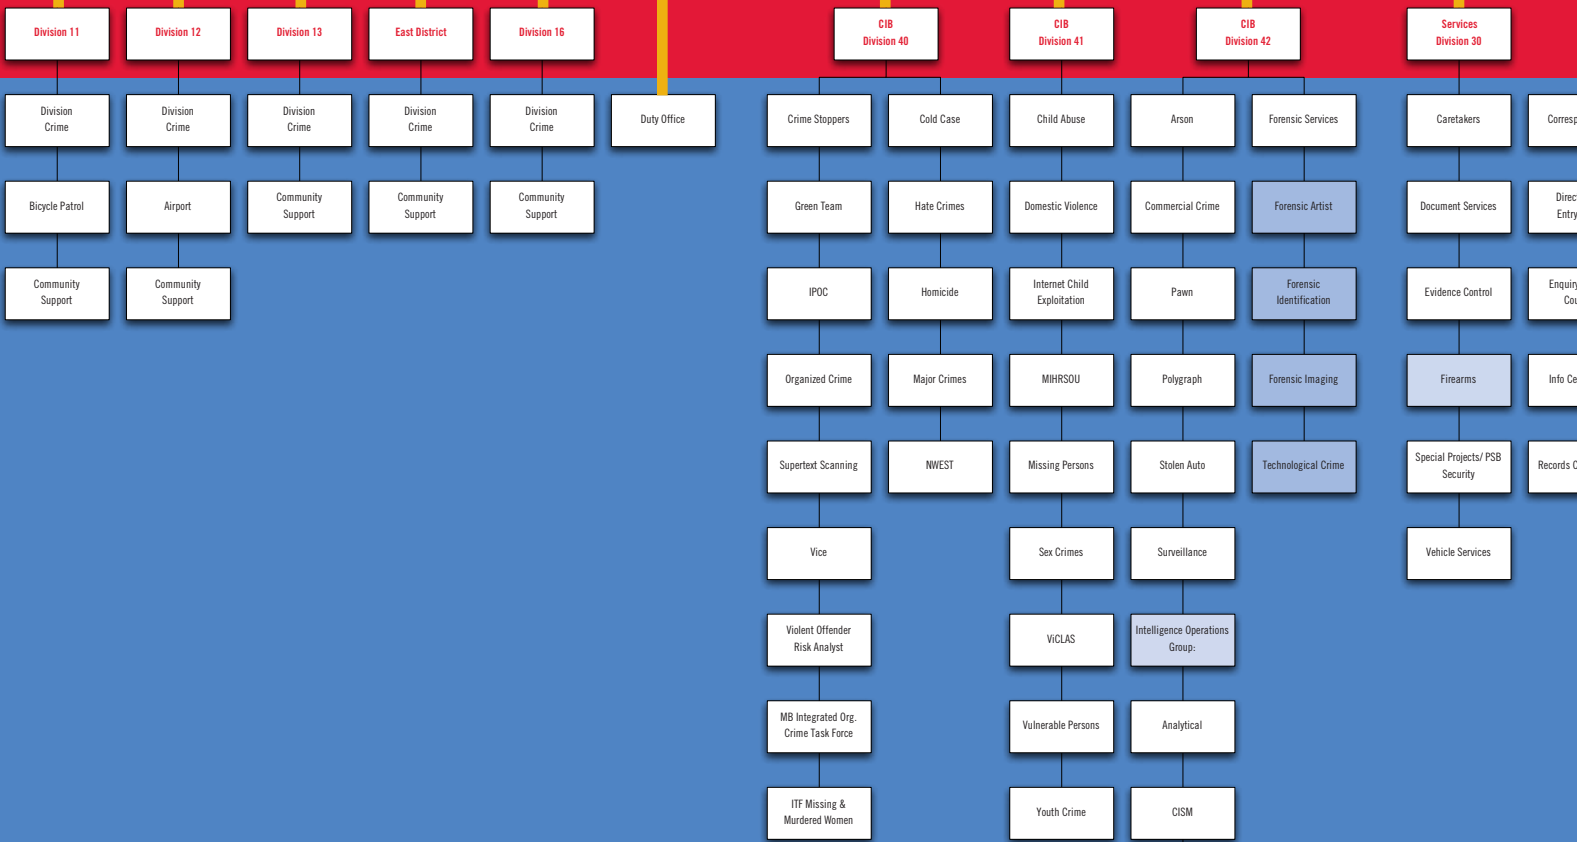 Division 11
Division 12
Division 13
East District
Division 16
CIB
Division 40
CIB
Division 41
CIB
Division 42
Services
Division 30
Division
Crime
Division
Crime
Division
Crime
Division
Crime
Division
Crime
Duty Office
Crime Stoppers
Cold Case
Child Abuse
Arson
Forensic Services
Caretakers
Bicycle Patrol
Airport
Community
Support
Community
Support
Community
Support
Green Team
Hate Crimes
Domestic Violence
Commercial Crime
Forensic Artist
Document Services
Entry
Community
Support
Community
Support
IPOC
Homicide
Internet Child
Exploitation
Pawn
Forensic
Identification
Evidence Control
Enquiry
Organized Crime
Major Crimes
MIHRSOU
Polygraph
Forensic Imaging
Firearms
Info
Supertext Scanning
NWEST
Missing Persons
Stolen Auto
Technological Crime
Special Projects/ PSB
Security
Records
Vice
Sex Crimes
Surveillance
Vehicle Services
Violent Offender
Risk Analyst
ViCLAS
Intelligence Operations
Group:
MB Integrated Org.
Crime Task Force
Vulnerable Persons
Analytical
ITF Missing &
Murdered Women
Youth Crime
CISM